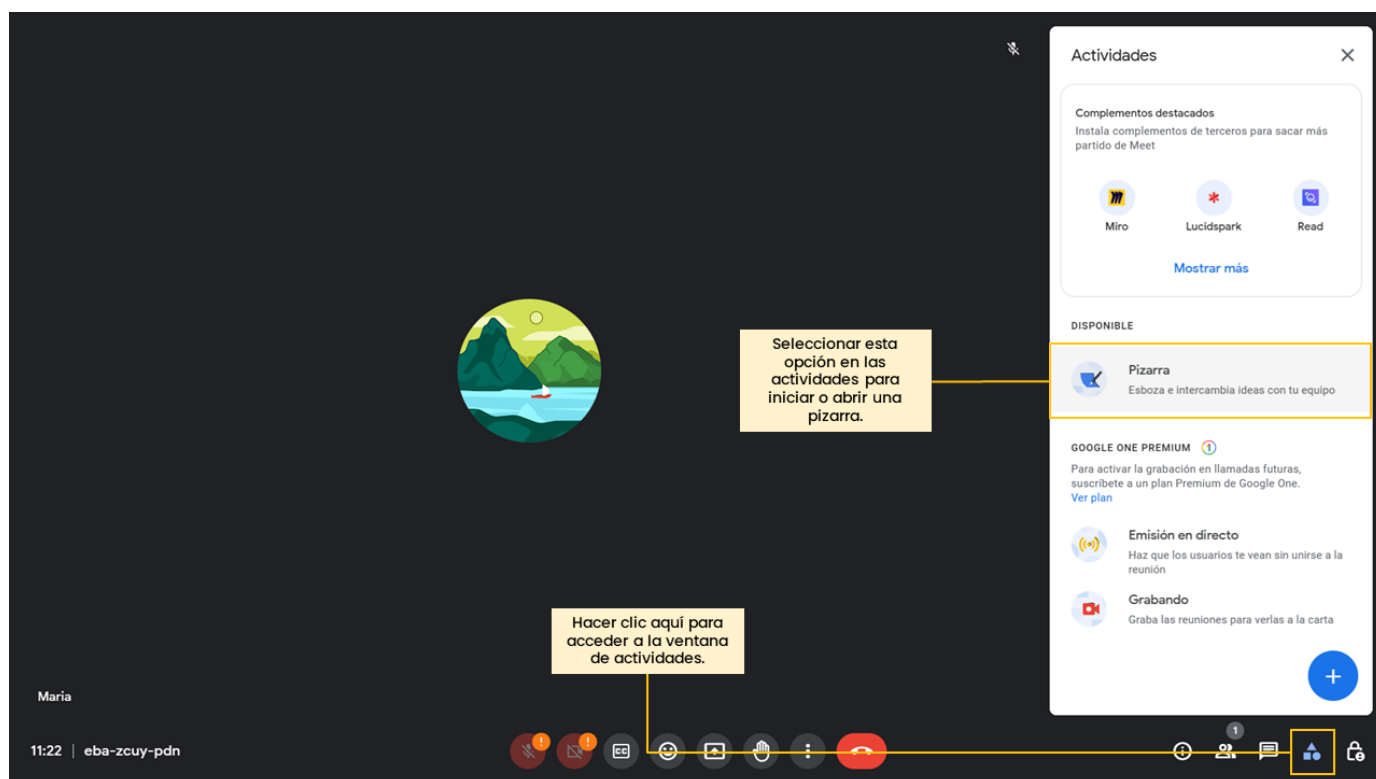 Actividades
Complementos destacados
Instala complementos de terceros para sacar más
partido de Meet
Miro
Lucidspark
Read
Mostrar más
DISPONIBLE
Pizarra
Esboza e intercambia ideas con tu equipo
Seleccionar esta
opción en las
actividades para
iniciar o abrir una
pizarra.
GOOGLE ONE PREMIUM 1
Para activar la grabación en llamadas futuras,
suscríbete a un plan Premium de Google One.
Ver plan
Emisión en directo
Haz que los usuarios te vean sin unirse a la
reunión
Grabando
Graba las reuniones para verlas a la carta
+
Hacer clic aquí para
acceder a la ventana
de actividades.
Maria
11:22 | eba-zcuy-pdn
!
!
CC
1